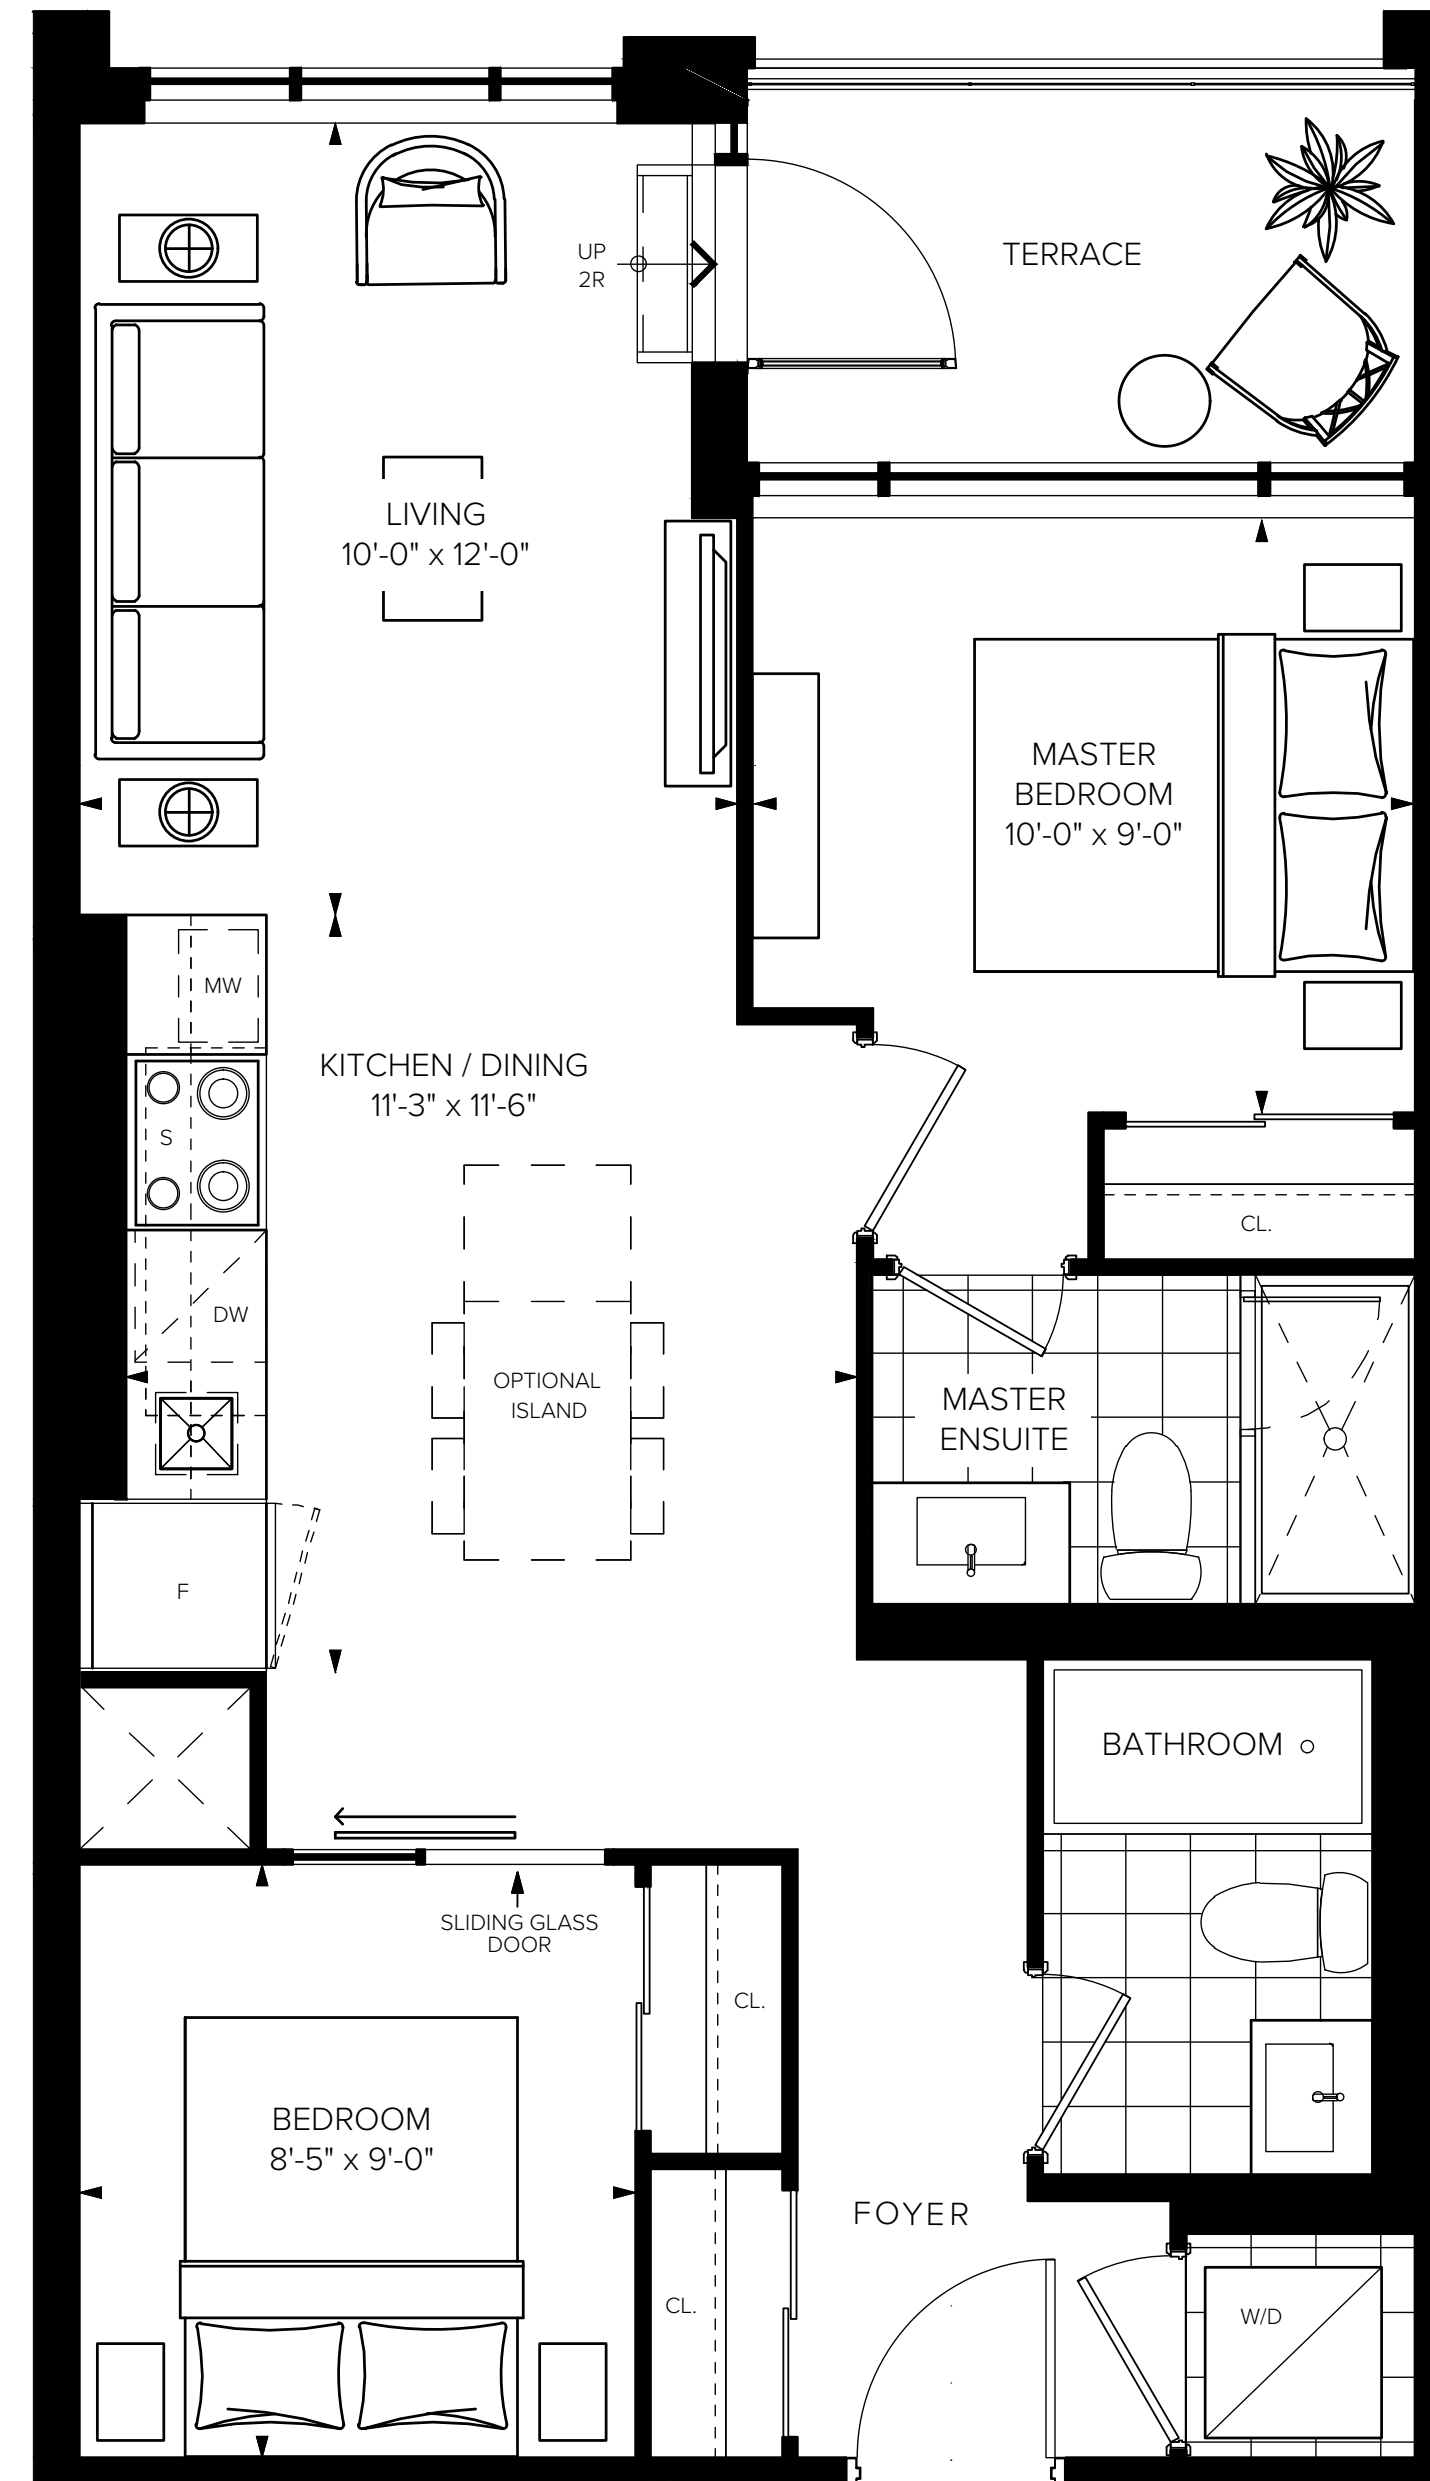 UP
2R
TERRACE
LIVING
10'-0" x 12'-0"
MASTER
BEDROOM
10'-0" x 9'-0"
MW
KITCHEN / DINING
11'-3" x 11'-6"
S
CL.
DW
OPTIONAL
ISLAND
MASTER
ENSUITE
F
BATHROOM
SLIDING GLASS
DOOR
CL.
BEDROOM
8'-5" x 9'-0"
FOYER
CL.
W/D